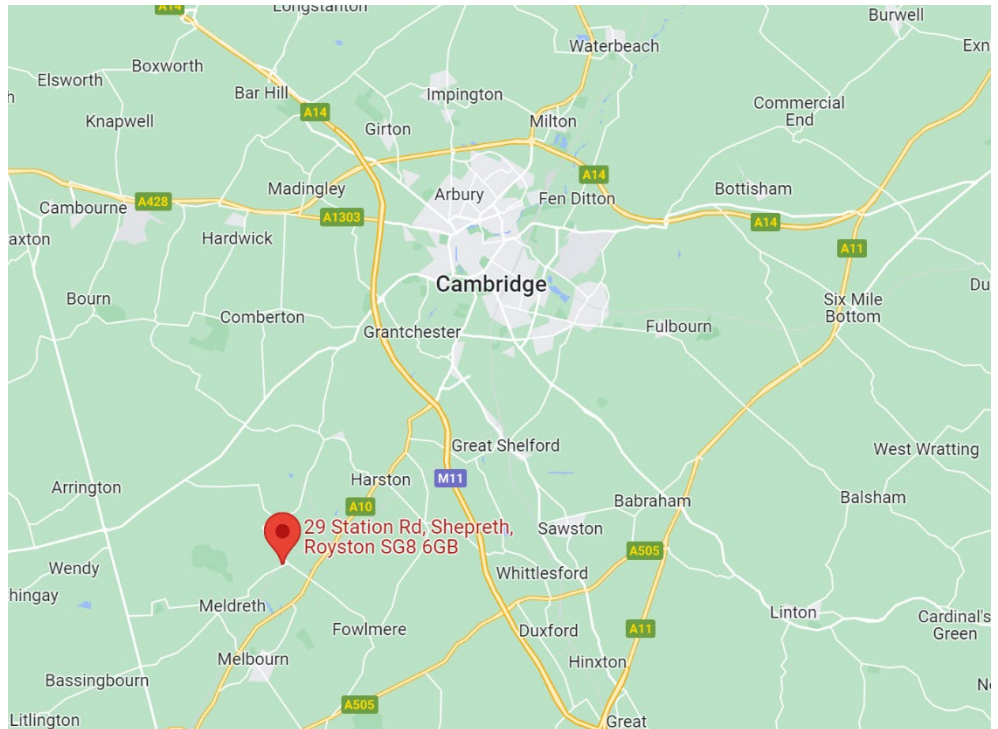 A14
Longstanton
Burwell
Waterbeach
Exn
Boxworth
Elsworth
h
Bar Hill
Impington
Commercial
End
A14
Knapwell
Girton
Milton
A14
Madingley
Arbury
Fen Ditton
Bottisham
A428
Cambourne
A1303
A14
axton
Hardwick
A11
Cambridge
Du
Bourn
Six Mile
Bottom
Comberton
Grantchester
Fulbourn
Great Shelford
West Wratting
M11
Harston
Arrington
Babraham
Balsham
A10
29 Station Rd, Shepreth,
Royston SG8 6GB
Sawston
A505
Wendy
Whittlesford
hingay
Meldreth
Linton
Cardinal's
Green
Fowlmere
Duxford
A11
Melbourn
Hinxton
Bassingbourn
N
A505
Litlington
Great